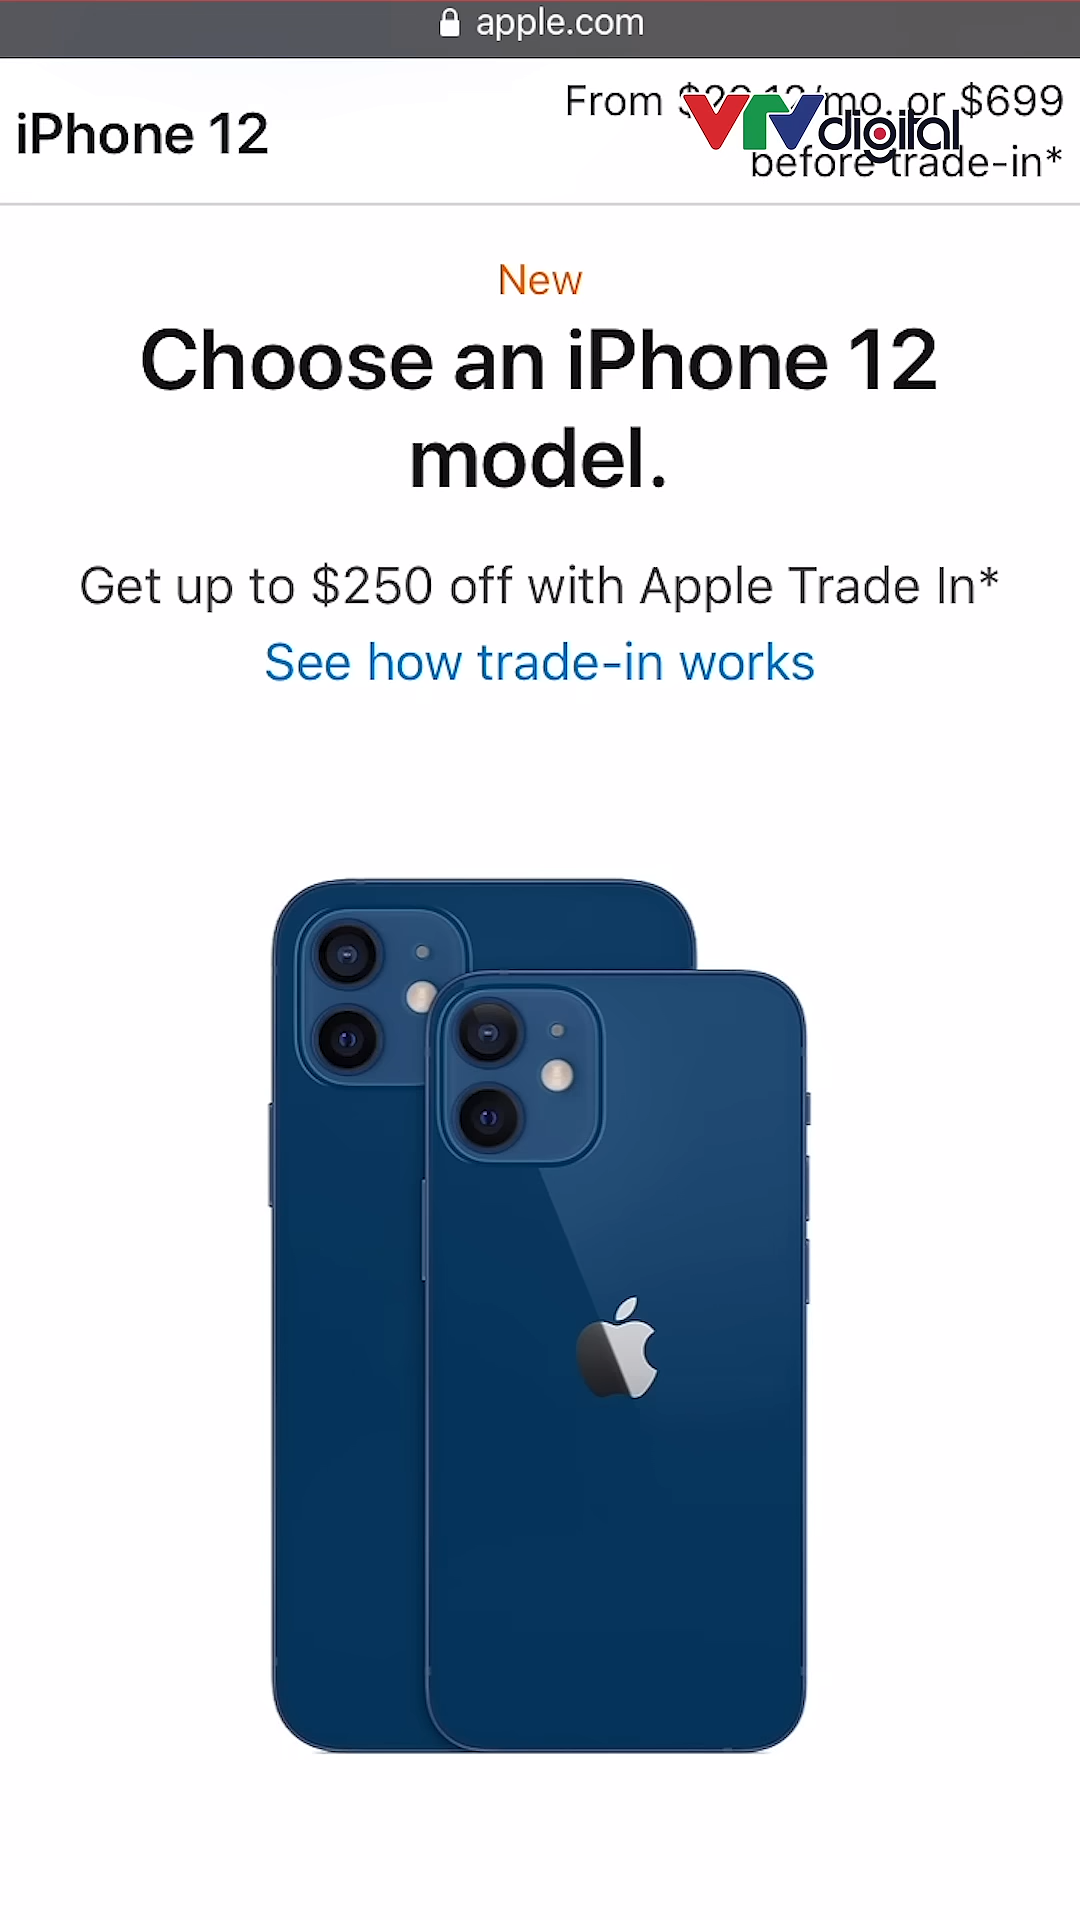 apple.com
iPhone 12
From /mo. or $699
before trade-in*
VTV digital
New
Choose an iPhone 12
model.
Get up to $250 off with Apple Trade In*
See how trade-in works